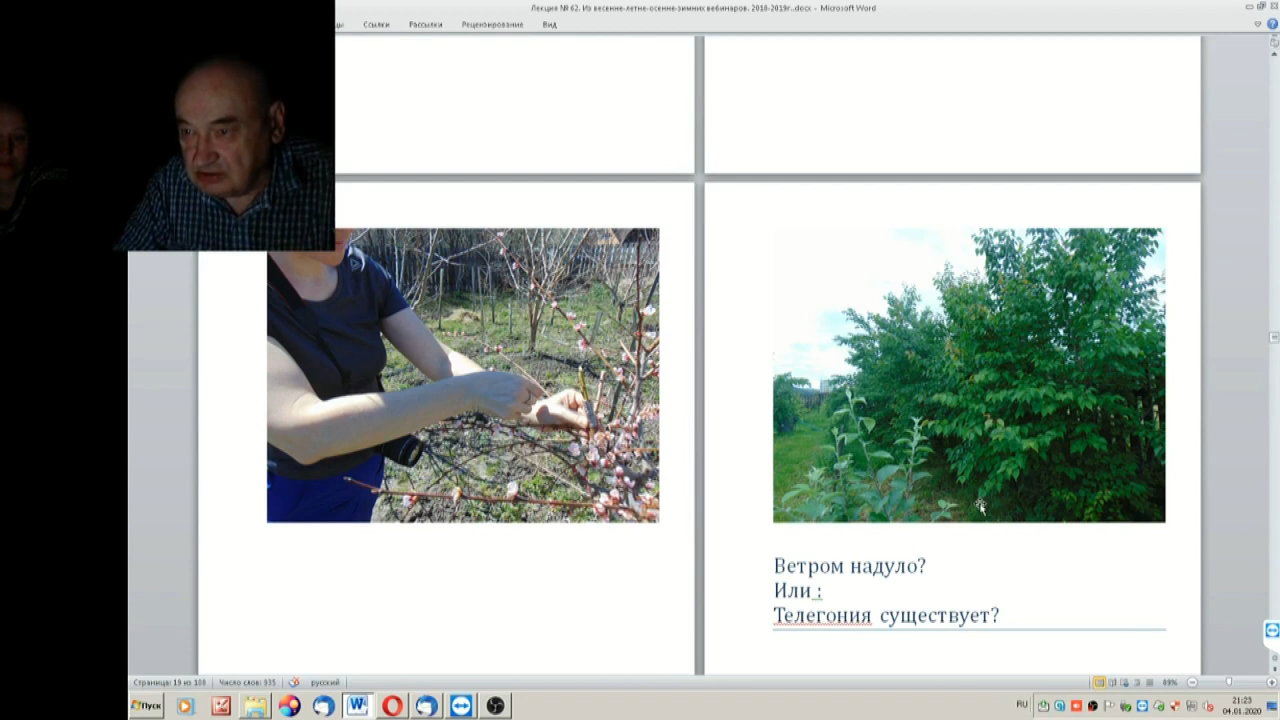 Лекция № 62. Из весенне-летне-осенне-зимних вебинаров. 2018-2019г..docx - Microsoft Word
цы Ссылки Рассылки Рецензирование Вид
Ветром надуло?
Или :
Телегония существует?
Страница: 19 из 108 Число слов: 935 русский 89%
Пуск RU 21:23
04.01.2020